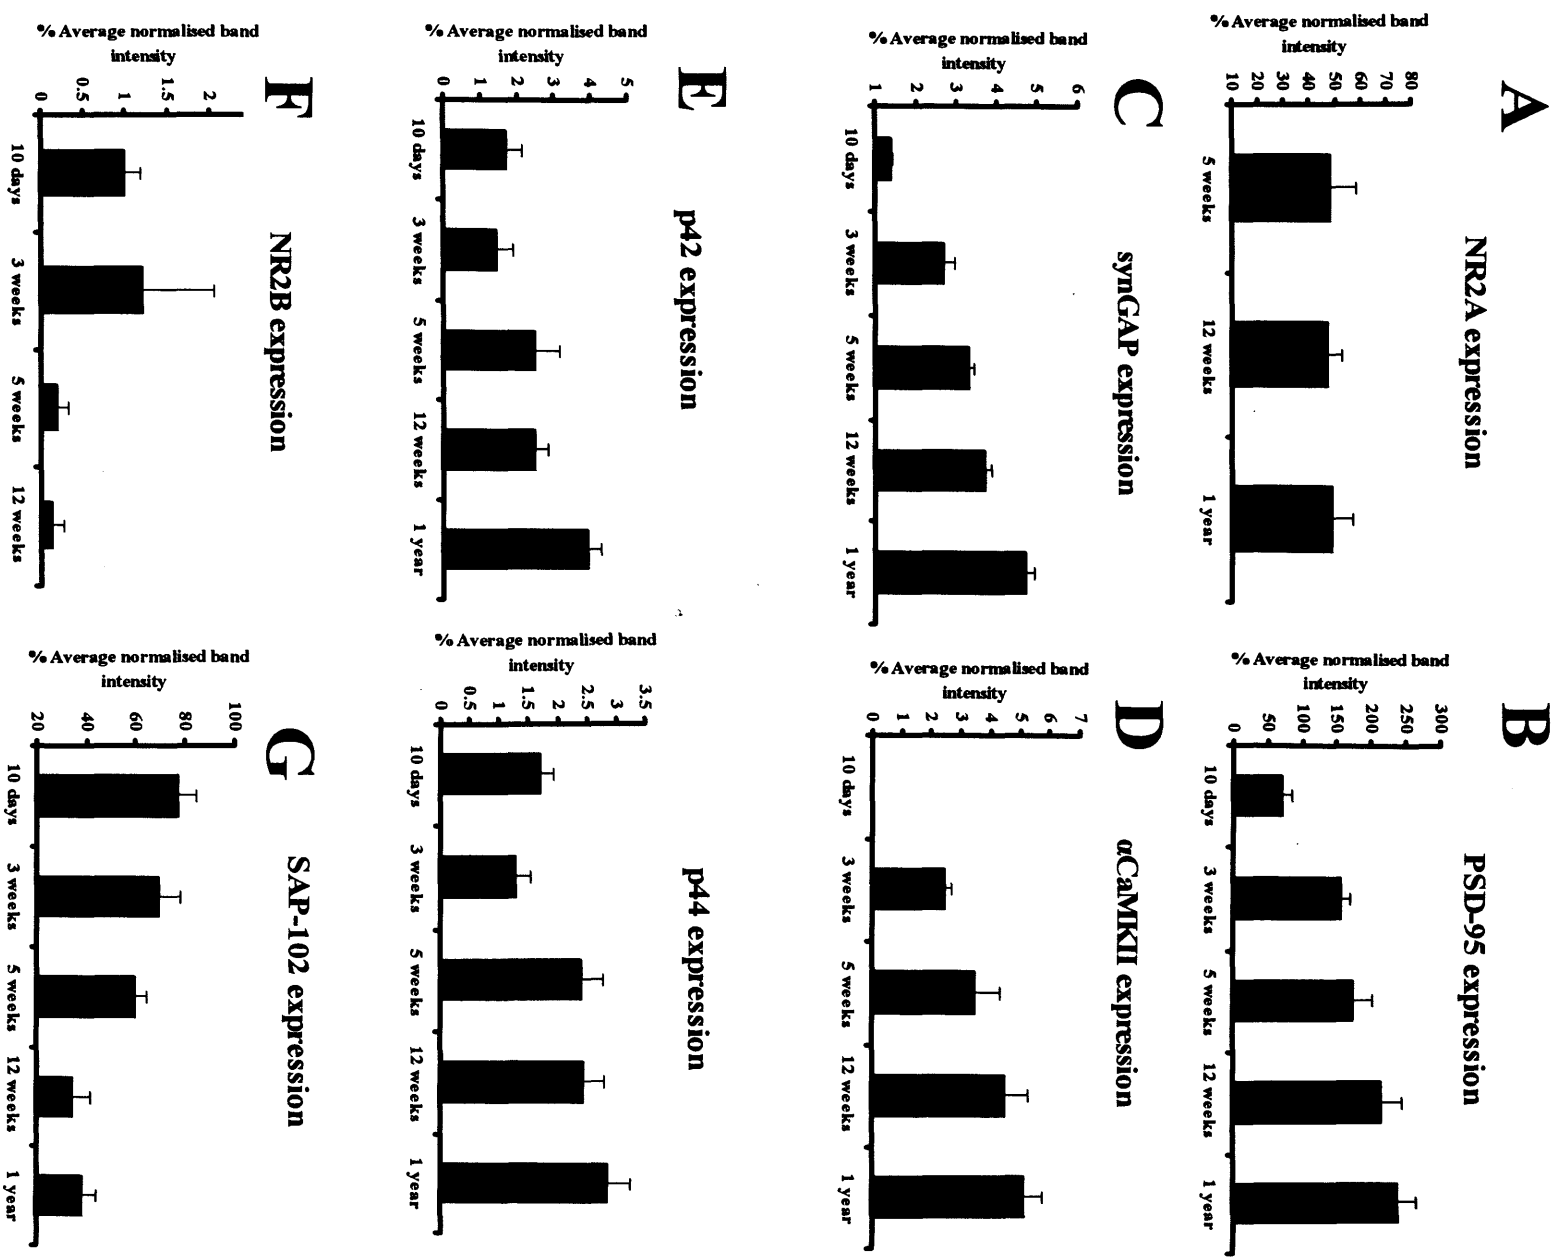 A
NR2A expression
% Average normalised band
intensity
80
70
60
50
40
30
20
10
5 weeks
12 weeks
1 year
B
PSD-95 expression
% Average normalised band
intensity
300
250
200
150
100
50
0
10 days
3 weeks
5 weeks
12 weeks
1 year
C
synGAP expression
% Average normalised band
intensity
6
5
4
3
2
1
10 days
3 weeks
5 weeks
12 weeks
1 year
D
αCaMKII expression
% Average normalised band
intensity
7
6
5
4
3
2
1
0
10 days
3 weeks
5 weeks
12 weeks
1 year
E
p42 expression
% Average normalised band
intensity
5
4
3
2
1
0
10 days
3 weeks
5 weeks
12 weeks
1 year
p44 expression
% Average normalised band
intensity
3.5
3
2.5
2
1.5
1
0.5
0
10 days
3 weeks
5 weeks
12 weeks
1 year
F
NR2B expression
% Average normalised band
intensity
2
1.5
1
0.5
0
10 days
3 weeks
5 weeks
12 weeks
G
SAP-102 expression
% Average normalised band
intensity
100
80
60
40
20
10 days
3 weeks
5 weeks
12 weeks
1 year